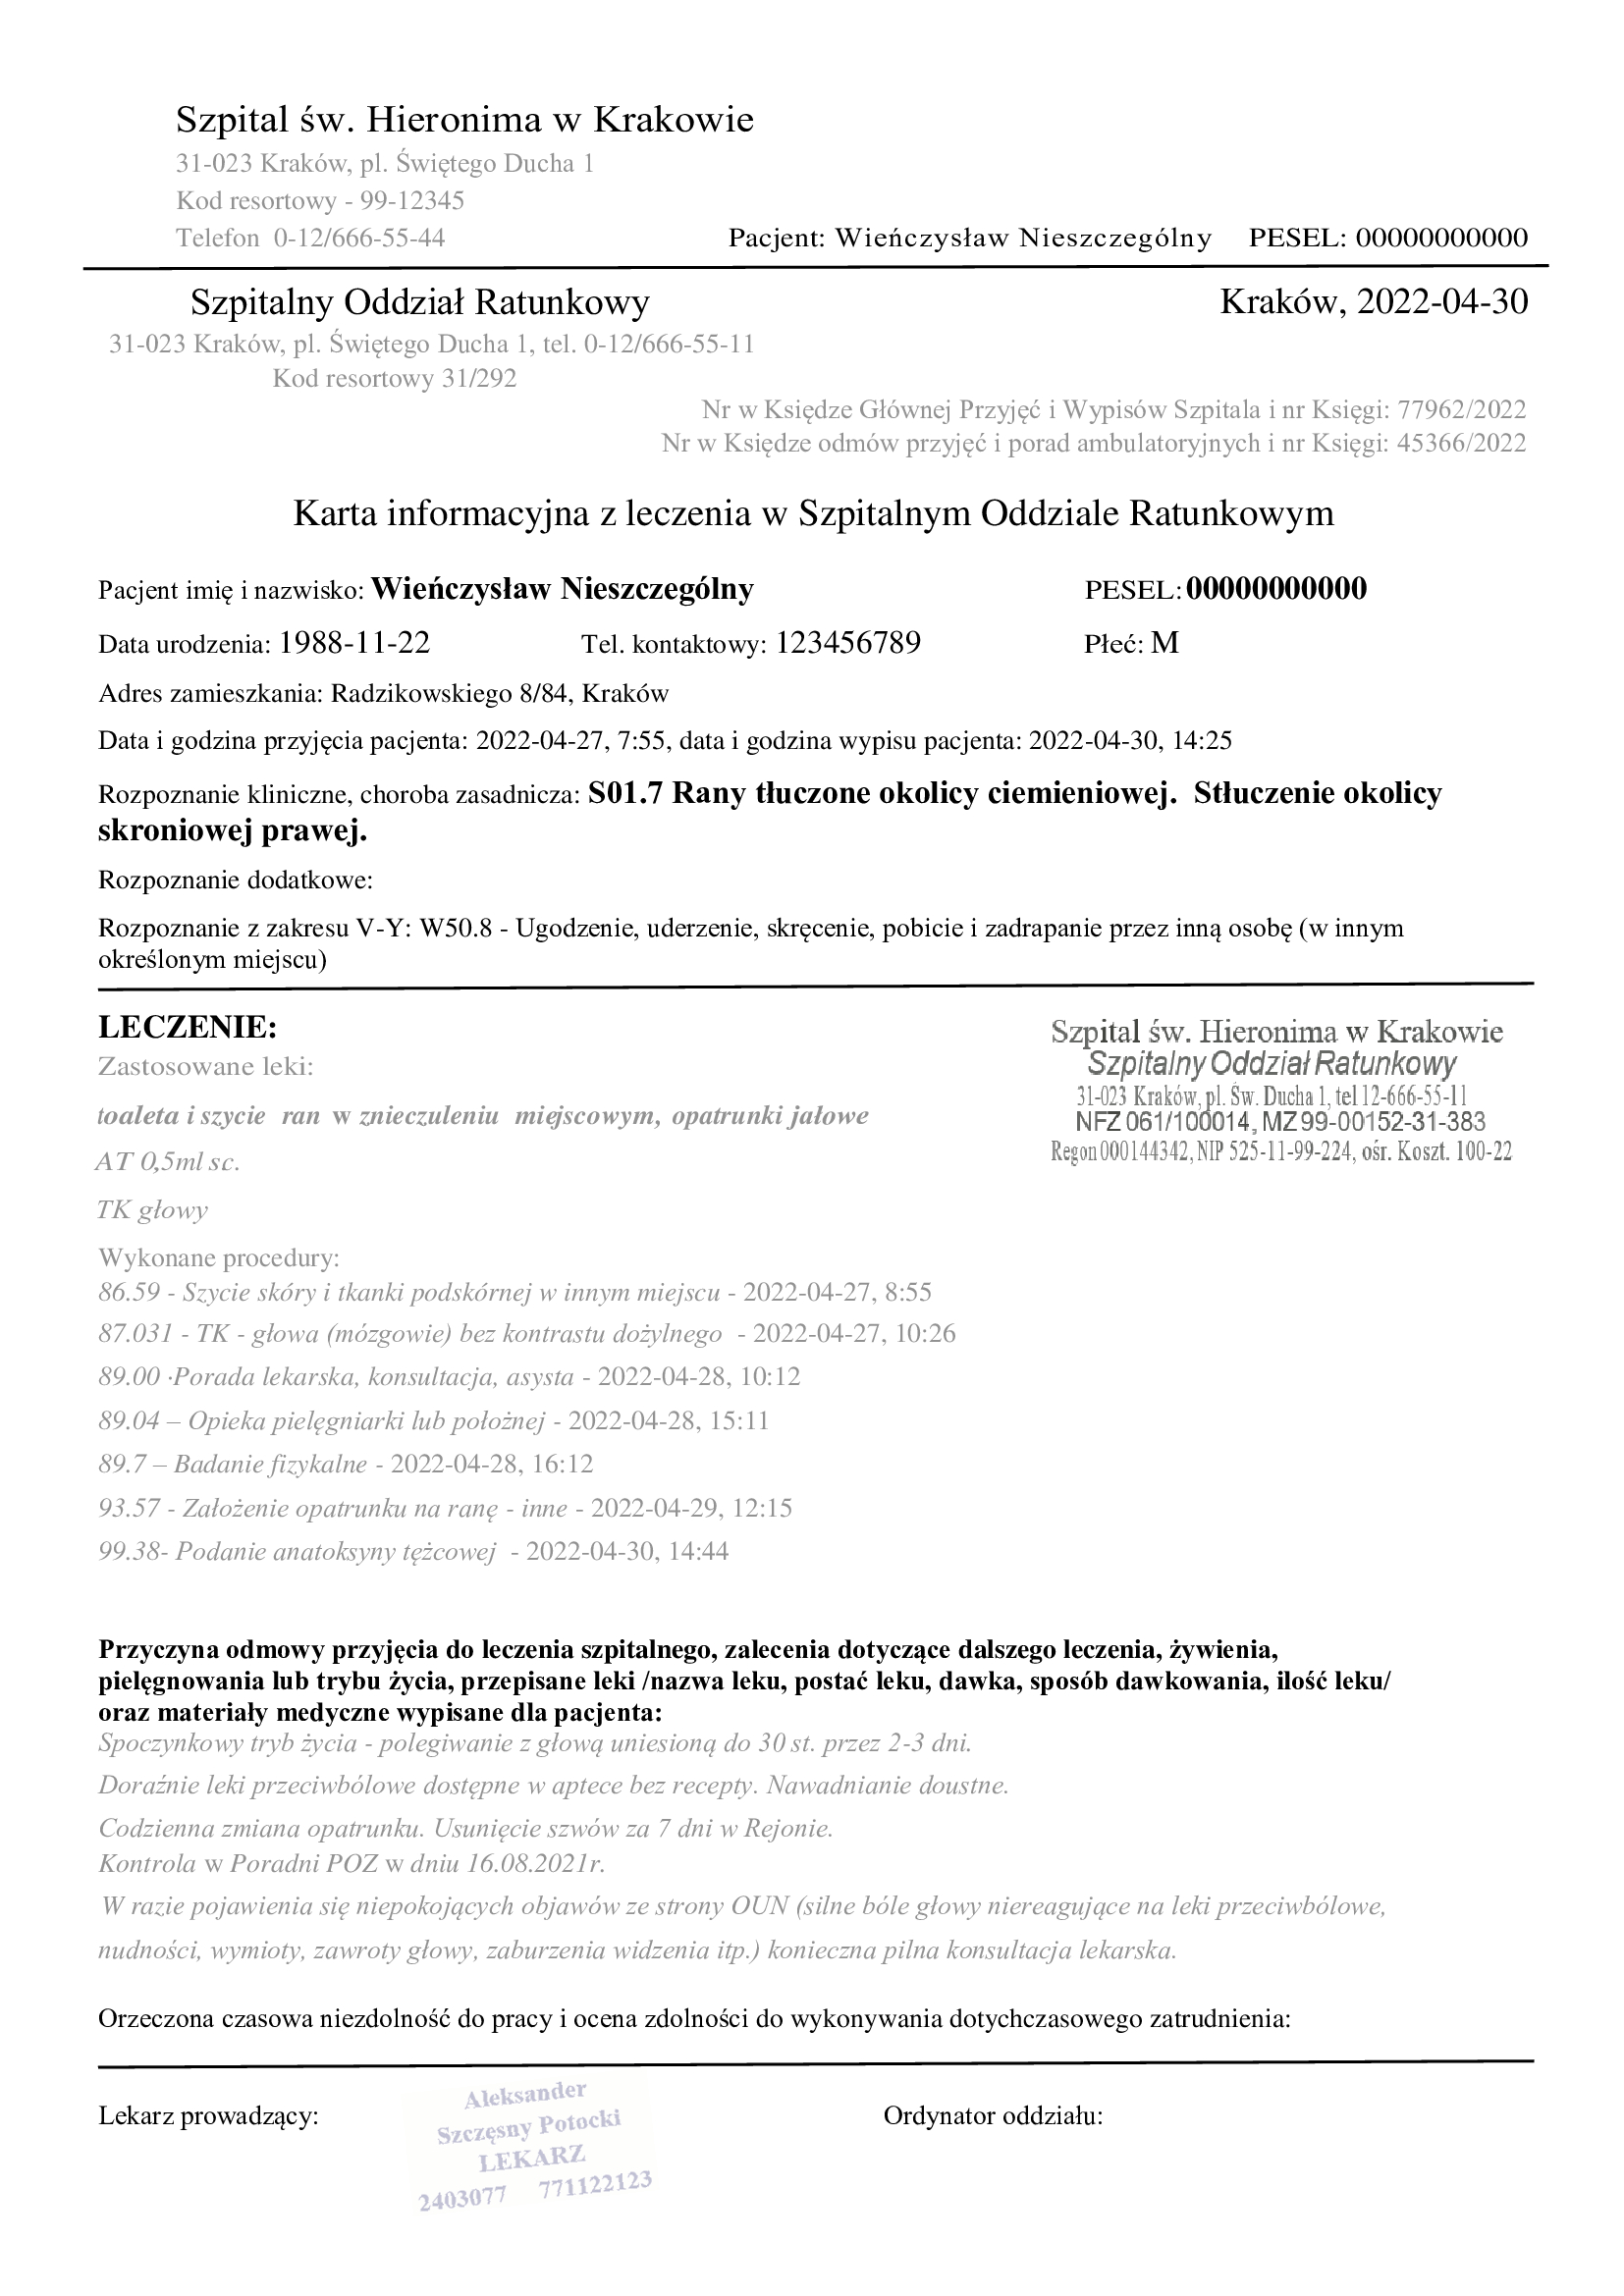 Szpital św. Hieronima w Krakowie
31-023 Kraków, pl. Świętego Ducha 1
Kod resortowy - 99-12345
Telefon 0-12/666-55-44
Pacjent: Wieńczysław Nieszczególny PESEL: 00000000000
Szpitalny Oddział Ratunkowy
Kraków, 2022-04-30
31-023 Kraków, pl. Świętego Ducha 1, tel. 0-12/666-55-11
Kod resortowy 31/292
Nr w Księdze Głównej Przyjęć i Wypisów Szpitala i nr Księgi: 77962/2022
Nr w Księdze odmów przyjęć i porad ambulatoryjnych i nr Księgi: 45366/2022
Karta informacyjna z leczenia w Szpitalnym Oddziale Ratunkowym
Pacjent imię i nazwisko: Wieńczysław Nieszczególny PESEL: 00000000000
Data urodzenia: 1988-11-22 Tel. kontaktowy: 123456789 Płeć: M
Adres zamieszkania: Radzikowskiego 8/84, Kraków
Data i godzina przyjęcia pacjenta: 2022-04-27, 7:55, data i godzina wypisu pacjenta: 2022-04-30, 14:25
Rozpoznanie kliniczne, choroba zasadnicza: S01.7 Rany tłuczone okolicy ciemieniowej. Stłuczenie okolicy
skroniowej prawej.
Rozpoznanie dodatkowe:
Rozpoznanie z zakresu V-Y: W50.8 - Ugodzenie, uderzenie, skręcenie, pobicie i zadrapanie przez inną osobę (w innym
określonym miejscu)
LECZENIE:
Zastosowane leki:
toaleta i szycie ran w znieczuleniu miejscowym, opatrunki jałowe
AT 0,5ml sc.
TK głowy
Szpital św. Hieronima w Krakowie
Szpitalny Oddział Ratunkowy
31-023 Kraków, pl. Św. Ducha 1, tel 12-666-55-11
NFZ 061/100014, MZ 99-00152-31-383
Regon 000144342, NIP 525-11-99-224, ośr. Koszt. 100-22
Wykonane procedury:
86.59 - Szycie skóry i tkanki podskórnej w innym miejscu - 2022-04-27, 8:55
87.031 - TK - głowa (mózgowie) bez kontrastu dożylnego - 2022-04-27, 10:26
89.00 ·Porada lekarska, konsultacja, asysta - 2022-04-28, 10:12
89.04 – Opieka pielęgniarki lub położnej - 2022-04-28, 15:11
89.7 – Badanie fizykalne - 2022-04-28, 16:12
93.57 - Założenie opatrunku na ranę - inne - 2022-04-29, 12:15
99.38- Podanie anatoksyny tężcowej - 2022-04-30, 14:44
Przyczyna odmowy przyjęcia do leczenia szpitalnego, zalecenia dotyczące dalszego leczenia, żywienia,
pielęgnowania lub trybu życia, przepisane leki /nazwa leku, postać leku, dawka, sposób dawkowania, ilość leku/
oraz materiały medyczne wypisane dla pacjenta:
Spoczynkowy tryb życia - polegiwanie z głową uniesioną do 30 st. przez 2-3 dni.
Doraźnie leki przeciwbólowe dostępne w aptece bez recepty. Nawadnianie doustne.
Codzienna zmiana opatrunku. Usunięcie szwów za 7 dni w Rejonie.
Kontrola w Poradni POZ w dniu 16.08.2021r.
W razie pojawienia się niepokojących objawów ze strony OUN (silne bóle głowy niereagujące na leki przeciwbólowe,
nudności, wymioty, zawroty głowy, zaburzenia widzenia itp.) konieczna pilna konsultacja lekarska.
Orzeczona czasowa niezdolność do pracy i ocena zdolności do wykonywania dotychczasowego zatrudnienia:
Lekarz prowadzący:
Aleksander
Szczęsny Potocki
LEKARZ
2403077 771122123
Ordynator oddziału: